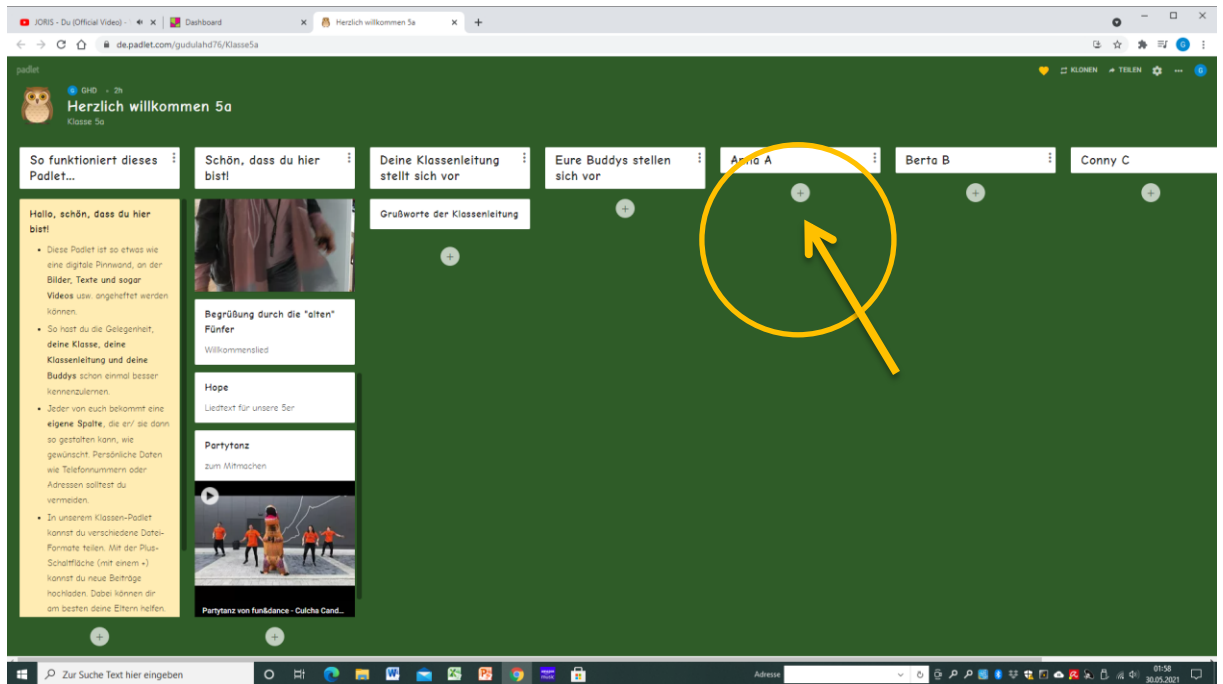 JORIS - Du (Official Video) -
Dashboard
Herzlich willkommen 5a
de.padlet.com/gudulahd76/Klasse5a
padlet
KLONEN
TEILEN
G
G GHD • 2h
Herzlich willkommen 5a
Klasse 5a
So funktioniert dieses
Padlet...
Hallo, schön, dass du hier
bist!
• Diese Padlet ist so etwas wie
eine digitale Pinnwand, an der
Bilder, Texte und sogar
Videos usw. angeheftet werden
können.
• So hast du die Gelegenheit,
deine Klasse, deine
Klassenleitung und deine
Buddys schon einmal besser
kennenzulernen.
• Jeder von euch bekommt eine
eigene Spalte, die er/ sie dann
so gestalten kann, wie
gewünscht. Persönliche Daten
wie Telefonnummern oder
Adressen solltest du
vermeiden.
• In unserem Klassen-Padlet
kannst du verschiedene Datei-
Formate teilen. Mit der Plus-
Schaltfläche (mit einem +)
kannst du neue Beiträge
hochladen. Dabei können dir
am besten deine Eltern helfen.
Schön, dass du hier
bist!
Begrüßung durch die "alten"
Fünfer
Willkommenslied
Hope
Liedtext für unsere 5er
Partytanz
zum Mitmachen
Partytanz von fun&dance - Culcha Cand...
Deine Klassenleitung
stellt sich vor
Grußworte der Klassenleitung
Eure Buddys stellen
sich vor
Anna A
Berta B
Conny C
Zur Suche Text hier eingeben
Adresse
01:58
30.05.2021